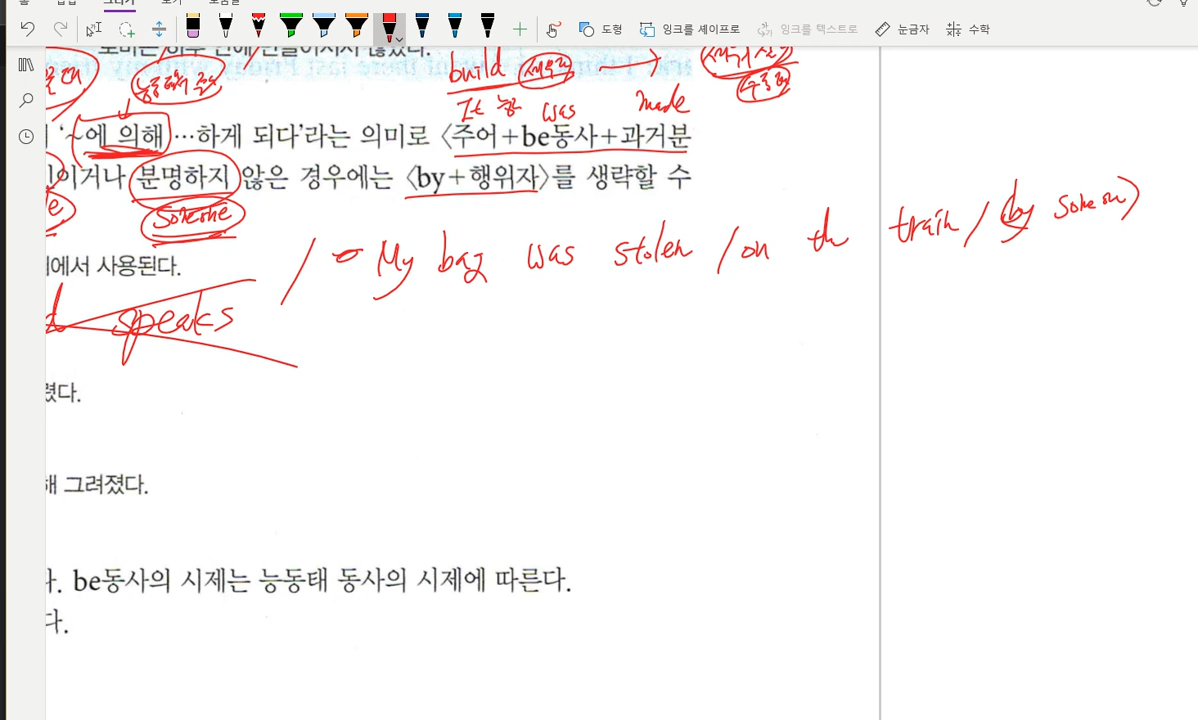 도형 잉크를 셰이프로 잉크를 텍스트로 눈금자 수학
build
It was made
'~에 의해 …하게 되다'라는 의미로 〈주어+be동사+과거분
이거나 분명하지 않은 경우에는 〈by+행위자〉를 생략할 수
someone
My bag was stolen / on the train / (by someone)
에서 사용된다.
speaks
렸다.
해 그려졌다.
다. be동사의 시제는 능동태 동사의 시제에 따른다.
다.